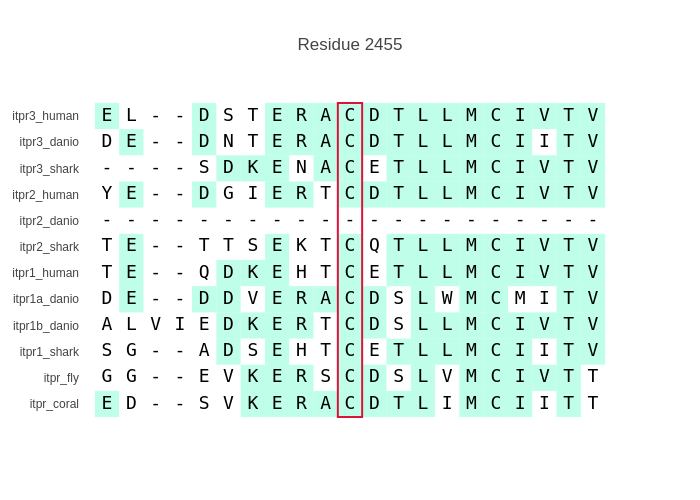 Residue 2455
itpr3_human E L - - D S T E R A C D T L L M C I V T V
itpr3_danio D E - - D N T E R A C D T L L M C I I T V
itpr3_shark - - - - S D K E N A C E T L L M C I V T V
itpr2_human Y E - - D G I E R T C D T L L M C I V T V
itpr2_danio - - - - - - - - - - - - - - - - - - - - -
itpr2_shark T E - - T T S E K T C Q T L L M C I V T V
itpr1_human T E - - Q D K E H T C E T L L M C I V T V
itpr1a_danio D E - - D D V E R A C D S L W M C M I T V
itpr1b_danio A L V I E D K E R T C D S L L M C I V T V
itpr1_shark S G - - A D S E H T C E T L L M C I I T V
itpr_fly G G - - E V K E R S C D S L V M C I V T T
itpr_coral E D - - S V K E R A C D T L I M C I I T T